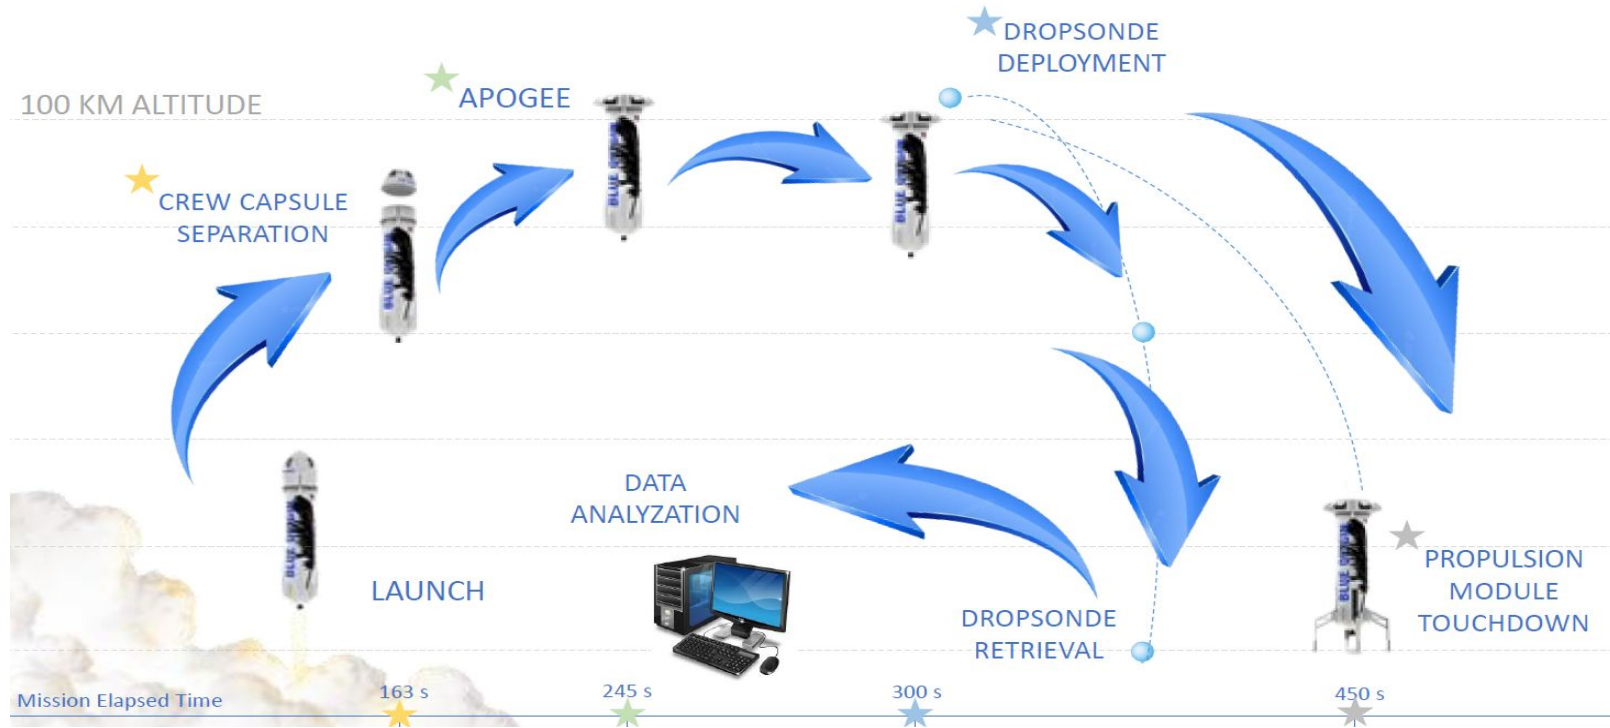 DROPSONDE
DEPLOYMENT
APOGEE
100 KM ALTITUDE
CREW CAPSULE
SEPARATION
DATA
ANALYZATION
LAUNCH
PROPULSION
MODULE
TOUCHDOWN
DROPSONDE
RETRIEVAL
Mission Elapsed Time
163 s
245 s
300 s
450 s